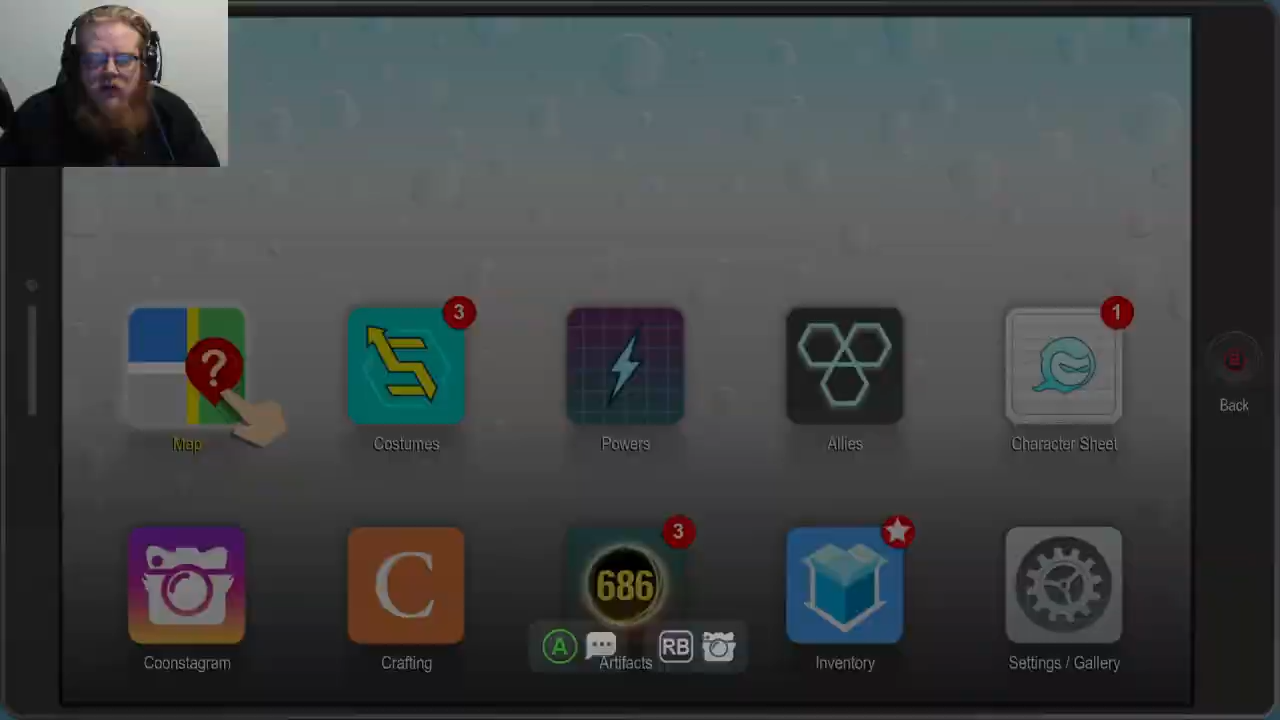 3
1
?
Map
Costumes
Powers
Allies
Character Sheet
B
Back
3
C
686
A
RB
Coonstagram
Crafting
Artifacts
Inventory
Settings / Gallery